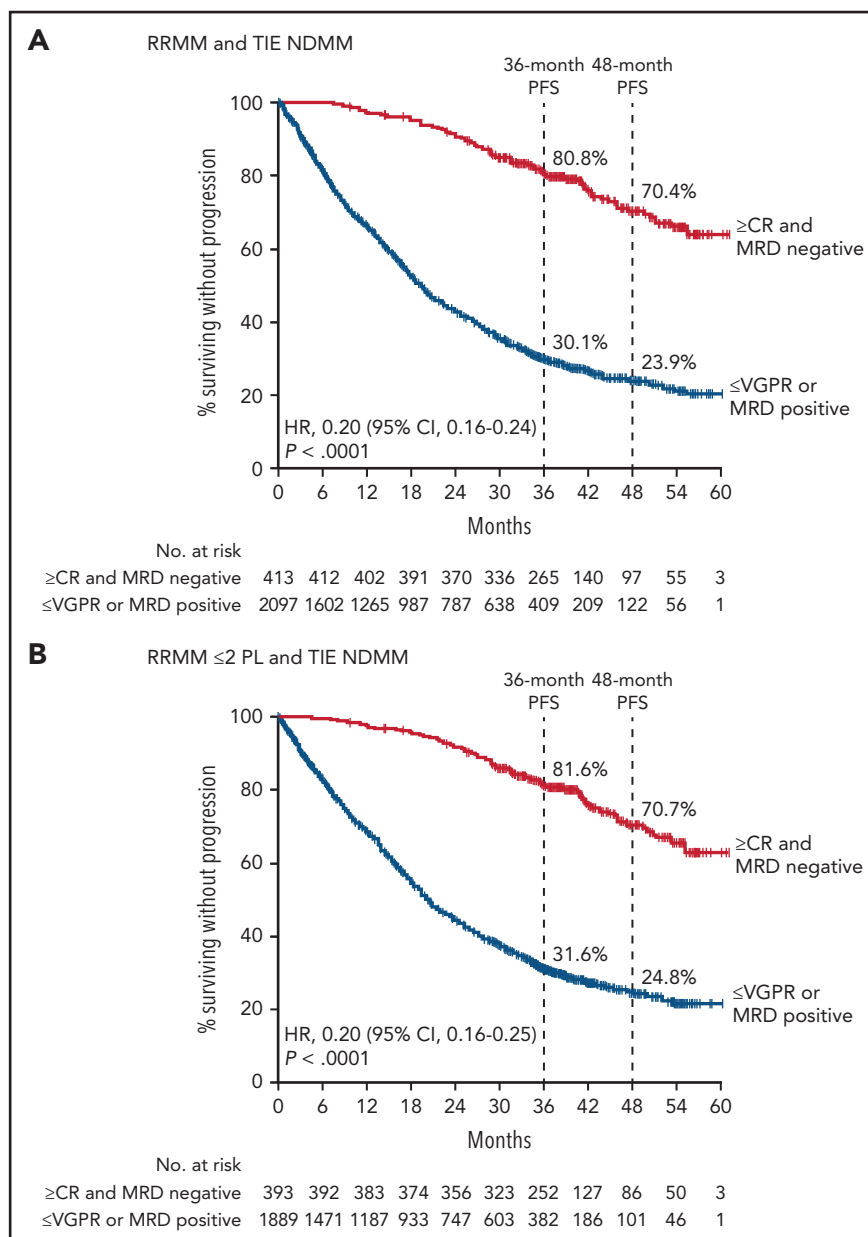 A
RRMM and TIE NDMM
36-month 48-month
PFS PFS
% surviving without progression
100
80
60
40
20
0
80.8%
70.4%
≥CR and
MRD negative
30.1%
23.9%
≤VGPR or
MRD positive
HR, 0.20 (95% CI, 0.16-0.24)
P < .0001
0 6 12 18 24 30 36 42 48 54 60
Months
No. at risk
≥CR and MRD negative 413 412 402 391 370 336 265 140 97 55 3
≤VGPR or MRD positive 2097 1602 1265 987 787 638 409 209 122 56 1
B
RRMM ≤2 PL and TIE NDMM
36-month 48-month
PFS PFS
% surviving without progression
100
80
60
40
20
0
81.6%
70.7%
≥CR and
MRD negative
31.6%
24.8%
≤VGPR or
MRD positive
HR, 0.20 (95% CI, 0.16-0.25)
P < .0001
0 6 12 18 24 30 36 42 48 54 60
Months
No. at risk
≥CR and MRD negative 393 392 383 374 356 323 252 127 86 50 3
≤VGPR or MRD positive 1889 1471 1187 933 747 603 382 186 101 46 1